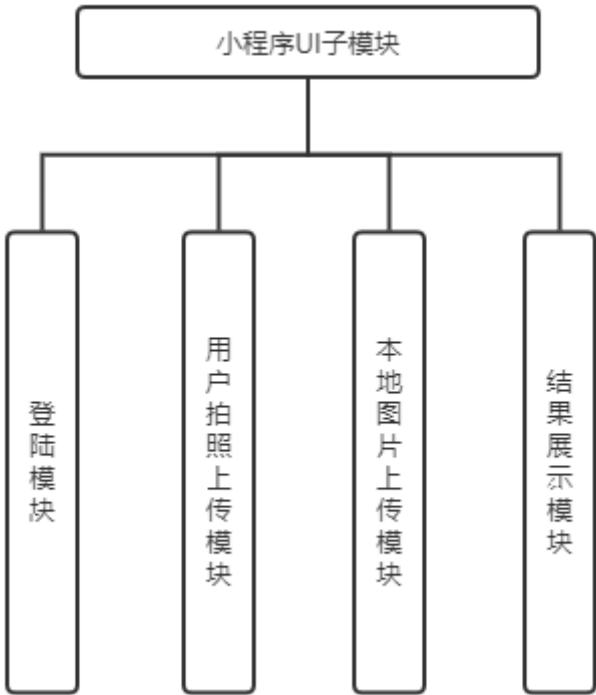 小程序UI子模块
登陆模块
用户拍照上传模块
本地图片上传模块
结果展示模块